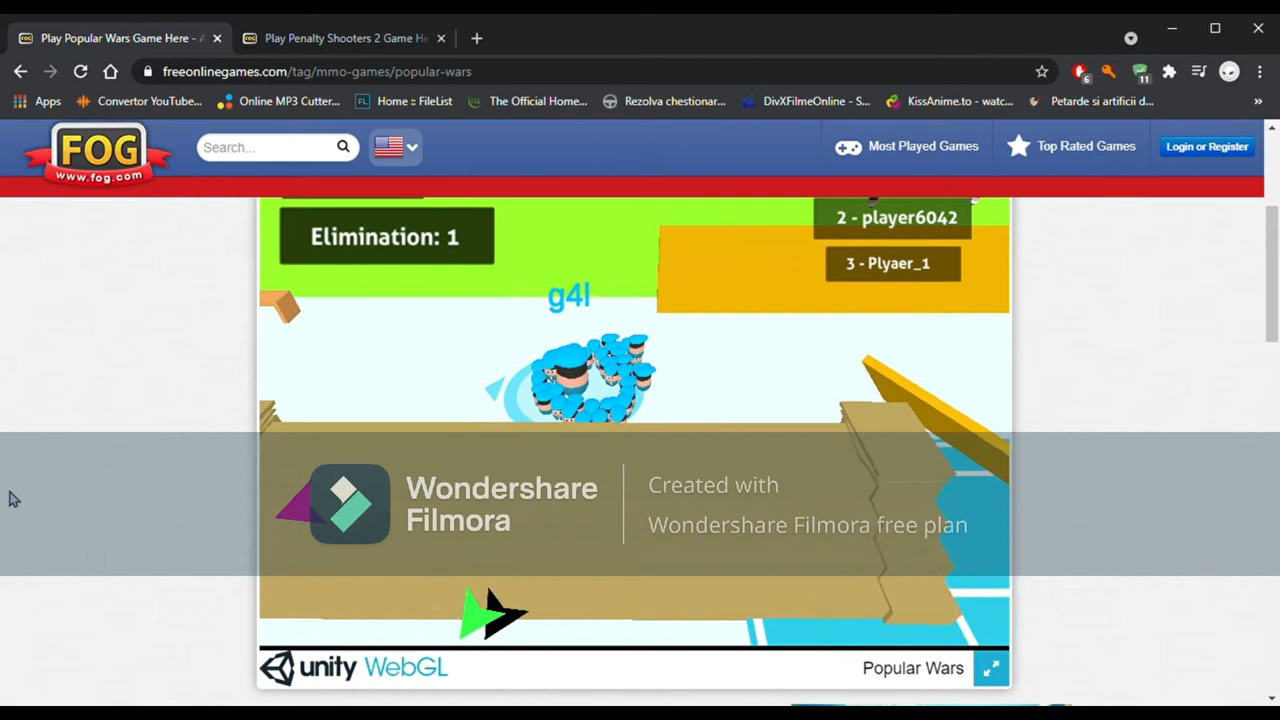 Play Popular Wars Game Here - A
Play Penalty Shooters 2 Game He
freeonlinegames.com/tag/mmo-games/popular-wars
6
11
Apps
Convertor YouTube...
Online MP3 Cutter...
FL
Home :: FileList
The Official Home...
Rezolva chestionar...
DivXFilmeOnline - S...
KissAnime.to - watc...
Petarde si artificii d...
»
FOG
www.fog.com
Search...
Most Played Games
Top Rated Games
Login or Register
Elimination: 1
2 - player6042
3 - Plyaer_1
g4l
Wondershare
Filmora
Created with
Wondershare Filmora free plan
unity WebGL
Popular Wars